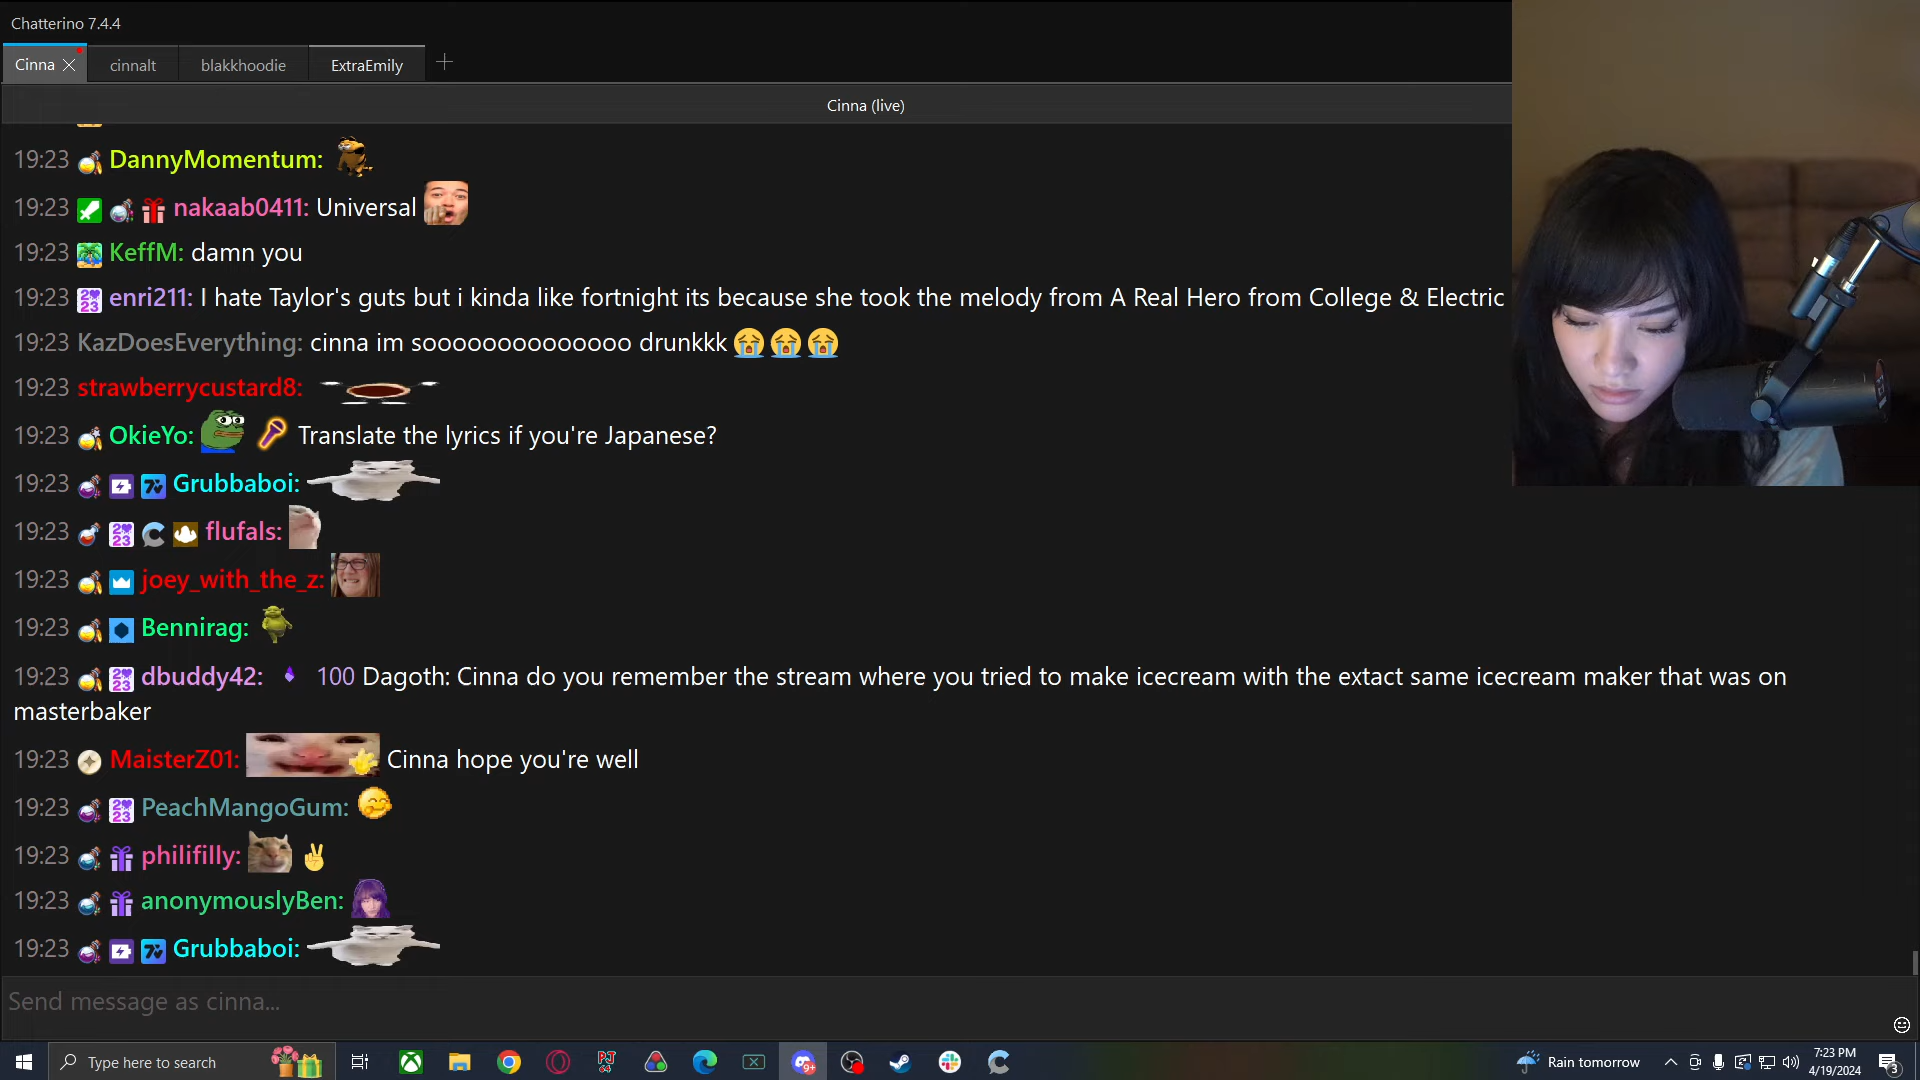 Chatterino 7.4.4
Cinna
cinnalt
blakkhoodie
ExtraEmily
Cinna (live)
19:23 DannyMomentum:
19:23 nakaab0411: Universal
19:23 KeffM: damn you
19:23 enri211: I hate Taylor's guts but i kinda like fortnight its because she took the melody from A Real Hero from College & Electric
19:23 KazDoesEverything: cinna im soooooooooooooo drunkkk 😭😭😭
19:23 strawberrycustard8:
19:23 OkieYo: Translate the lyrics if you're Japanese?
19:23 Grubbaboi:
19:23 flufals:
19:23 joey_with_the_z:
19:23 Bennirag:
19:23 dbuddy42: 100 Dagoth: Cinna do you remember the stream where you tried to make icecream with the extact same icecream maker that was on
masterbaker
19:23 MaisterZ01: Cinna hope you're well
19:23 PeachMangoGum:
19:23 philifilly: ✌
19:23 anonymouslyBen:
19:23 Grubbaboi:
Send message as cinna...
Type here to search
9+
Rain tomorrow
7:23 PM
4/19/2024
3